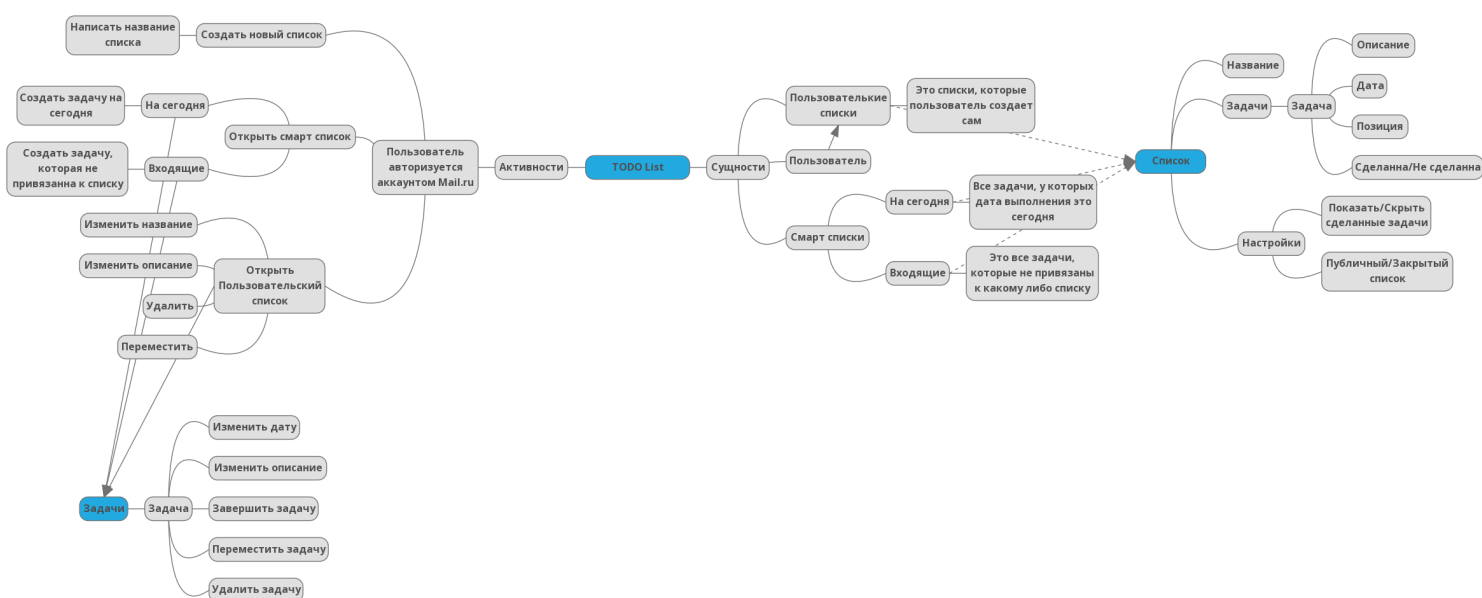 Написать название
списка
Создать новый список
Создать задачу на
сегодня
На сегодня
Открыть смарт список
Создать задачу,
которая не
привязанна к списку
Входящие
Изменить название
Изменить описание
Удалить
Переместить
Открыть
Пользовательский
список
Пользователь
авторизуется
аккаунтом Mail.ru
Активности
TODO List
Сущности
Пользователькие
списки
Это списки, которые
пользователь создает
сам
Пользователь
Смарт списки
На сегодня
Все задачи, у которых
дата выполнения это
сегодня
Входящие
Это все задачи,
которые не привязаны
к какому либо списку
Список
Название
Задачи
Задача
Описание
Дата
Позиция
Сделанна/Не сделанна
Настройки
Показать/Скрыть
сделанные задачи
Публичный/Закрытый
список
Задачи
Задача
Изменить дату
Изменить описание
Завершить задачу
Переместить задачу
Удалить задачу